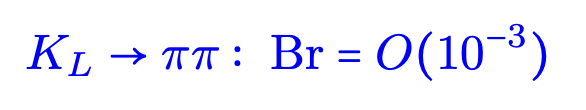 K_L → ππ : Br = O(10⁻³)